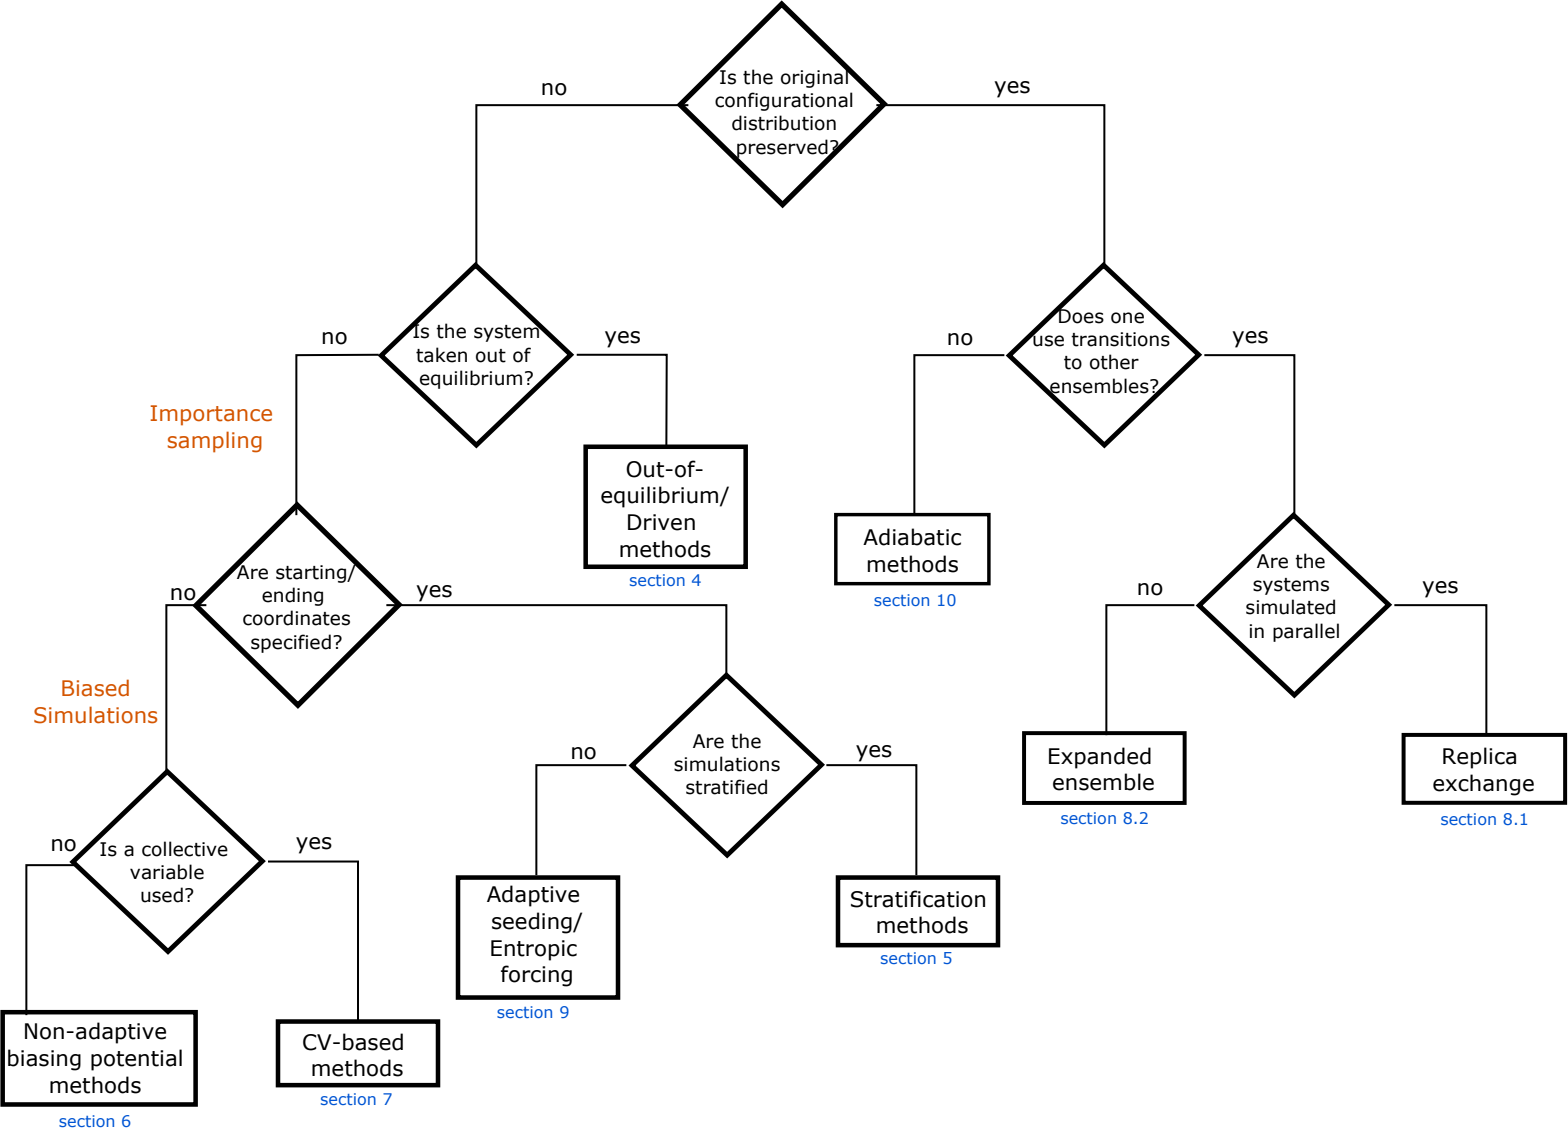 Is the original
configurational
distribution
preserved?
no
yes
Is the system
taken out of
equilibrium?
no
yes
Does one
use transitions
to other
ensembles?
no
yes
Importance
sampling
Out-of-
equilibrium/
Driven
methods
section 4
Adiabatic
methods
section 10
Are starting/
ending
coordinates
specified?
no
yes
Are the
systems
simulated
in parallel
no
yes
Biased
Simulations
Are the
simulations
stratified
no
yes
Expanded
ensemble
section 8.2
Replica
exchange
section 8.1
Is a collective
variable
used?
no
yes
Adaptive
seeding/
Entropic
forcing
section 9
Stratification
methods
section 5
Non-adaptive
biasing potential
methods
section 6
CV-based
methods
section 7